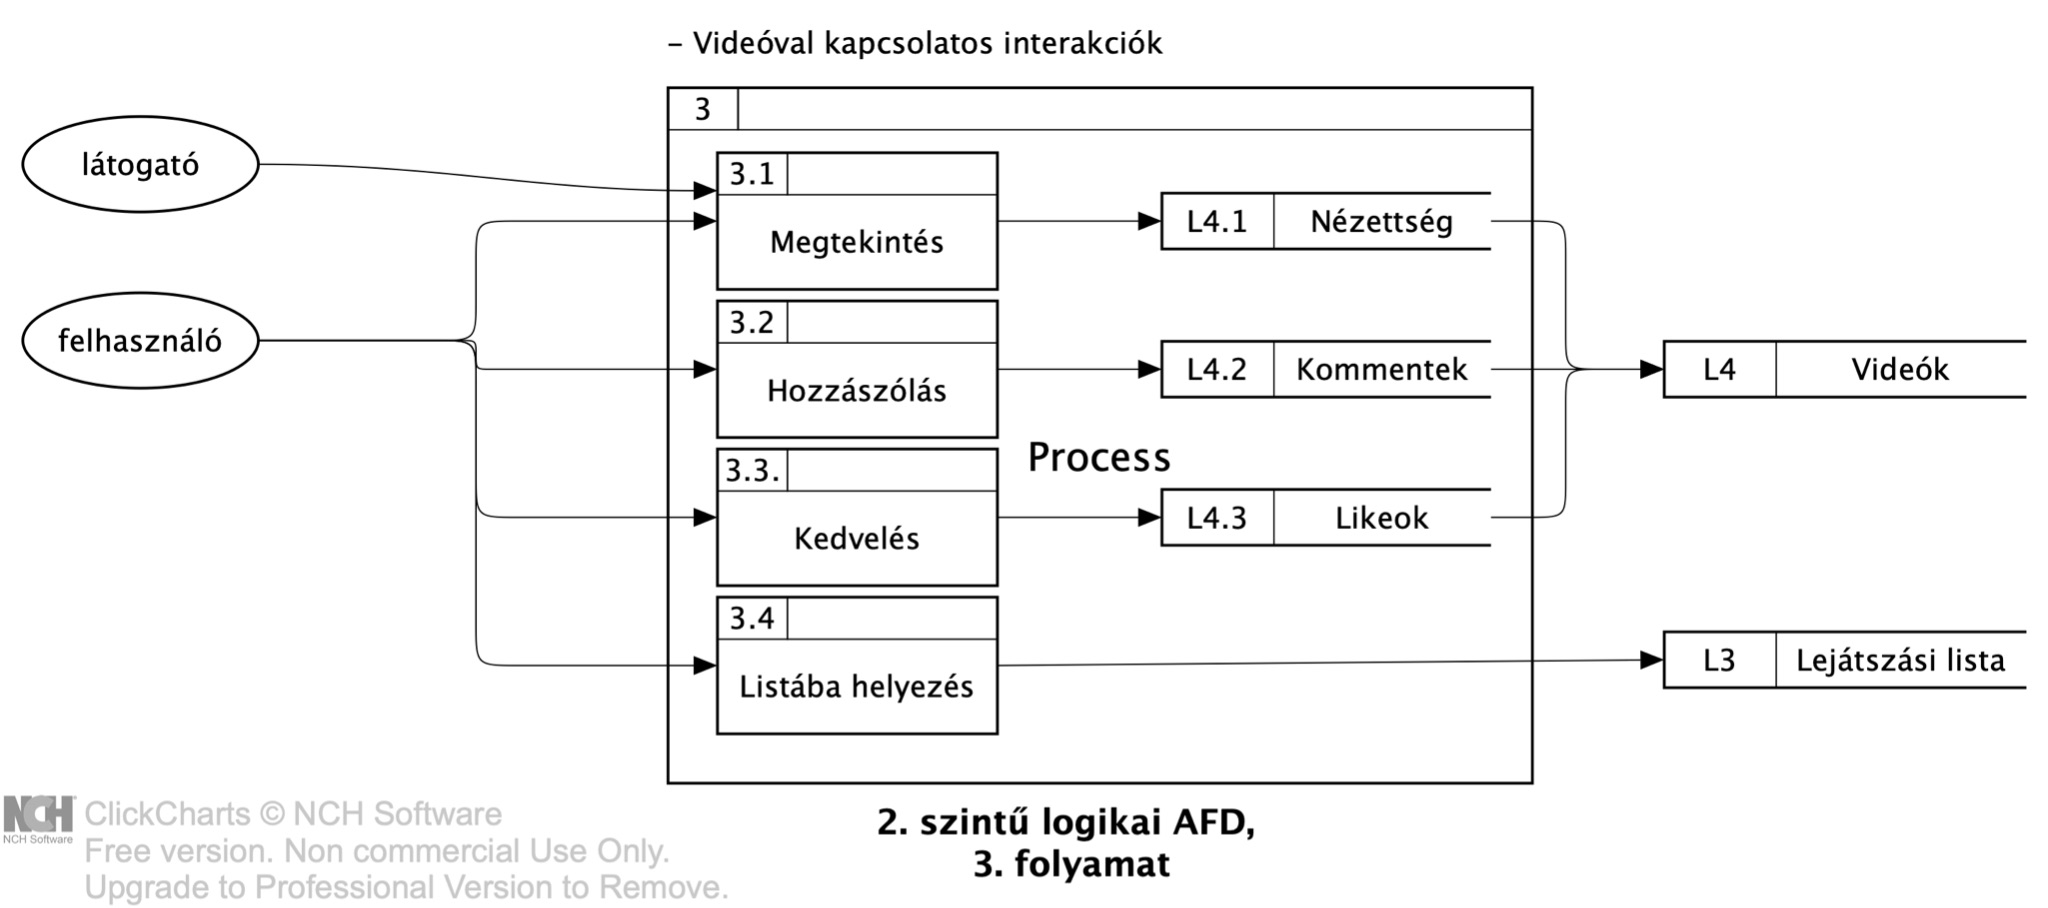 – Videóval kapcsolatos interakciók
3
látogató
felhasználó
3.1
Megtekintés
L4.1 Nézettség
3.2
Hozzászólás
L4.2 Kommentek
L4 Videók
Process
3.3.
Kedvelés
L4.3 Likeok
3.4
Listába helyezés
L3 Lejátszási lista
2. szintű logikai AFD,
3. folyamat
NCH
NCH Software
ClickCharts © NCH Software
Free version. Non commercial Use Only.
Upgrade to Professional Version to Remove.